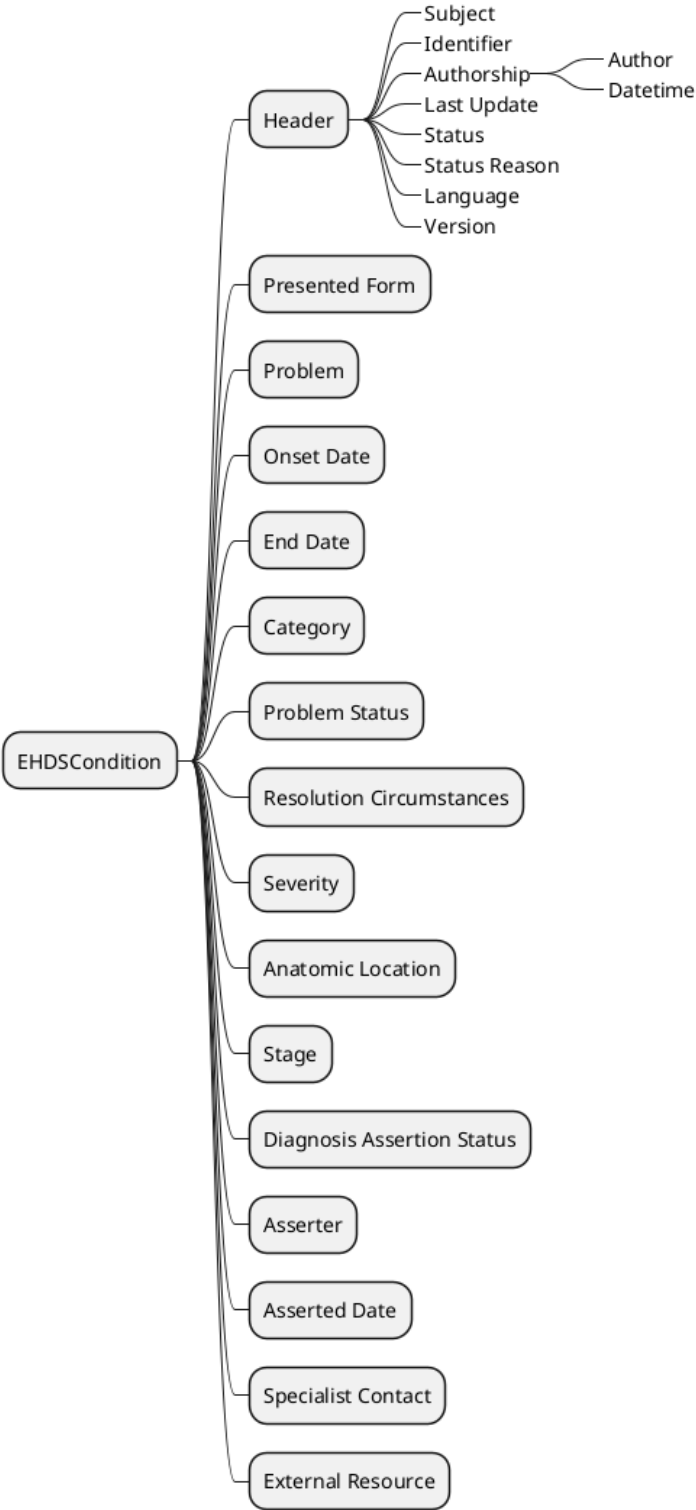 EHDSCondition
Header
Subject
Identifier
Authorship
Author
Datetime
Last Update
Status
Status Reason
Language
Version
Presented Form
Problem
Onset Date
End Date
Category
Problem Status
Resolution Circumstances
Severity
Anatomic Location
Stage
Diagnosis Assertion Status
Asserter
Asserted Date
Specialist Contact
External Resource